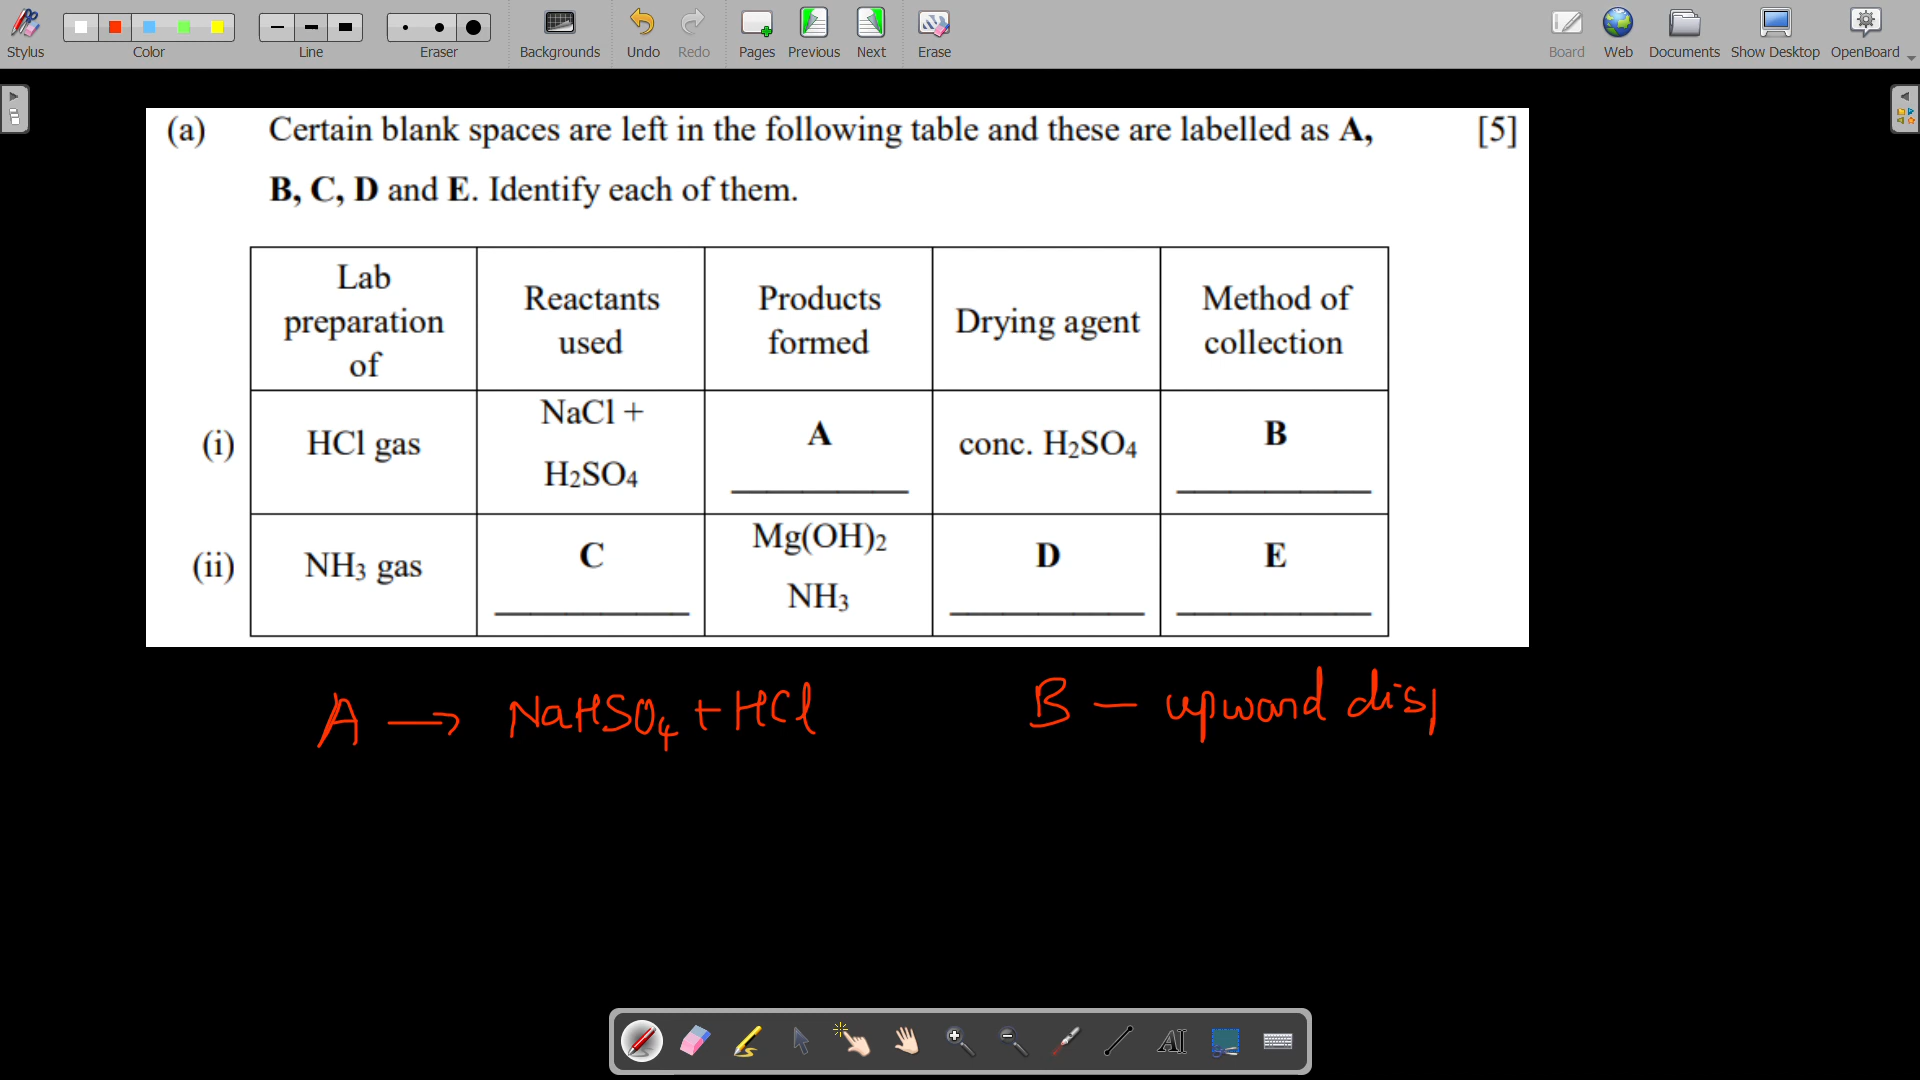 Stylus Color Line Eraser Backgrounds Undo Redo Pages Previous Next Erase Board Web Documents Show Desktop OpenBoard
(a) Certain blank spaces are left in the following table and these are labelled as A, [5]
B, C, D and E. Identify each of them.
Lab preparation of
Reactants used
Products formed
Drying agent
Method of collection
(i) HCl gas
NaCl + H₂SO₄
A
conc. H₂SO₄
B
(ii) NH₃ gas
C
Mg(OH)₂ NH₃
D
E
A → NaHSO₄ + HCl
B — upward disp
AI